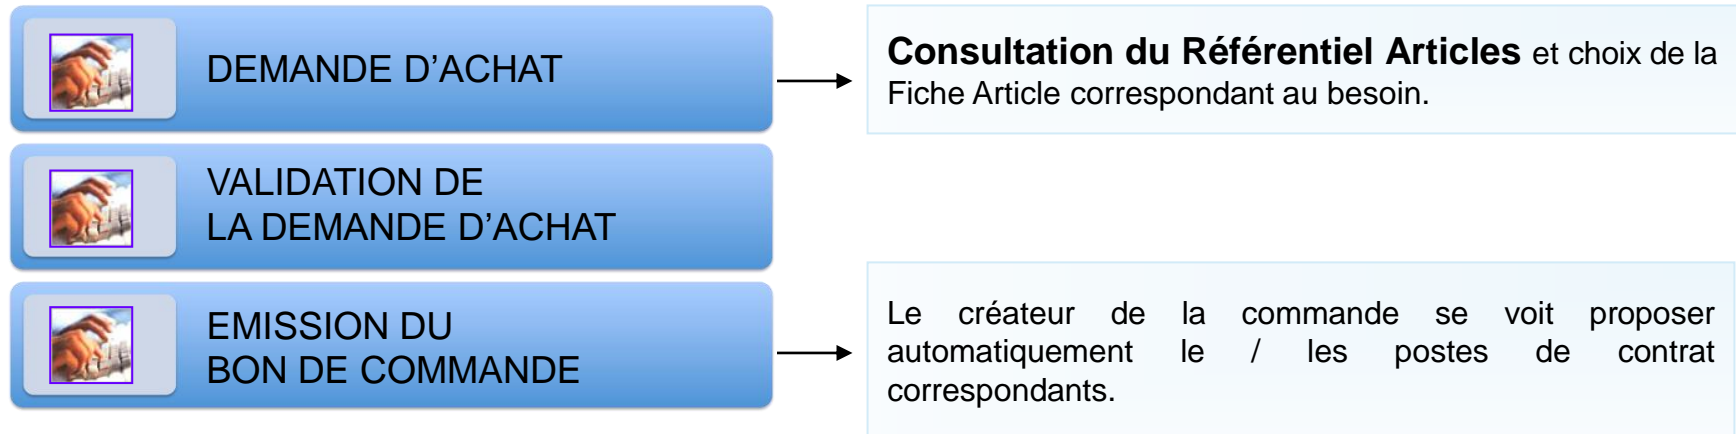 DEMANDE D’ACHAT
Consultation du Référentiel Articles et choix de la
Fiche Article correspondant au besoin.
VALIDATION DE
LA DEMANDE D’ACHAT
EMISSION DU
BON DE COMMANDE
Le créateur de la commande se voit proposer
automatiquement le / les postes de contrat
correspondants.